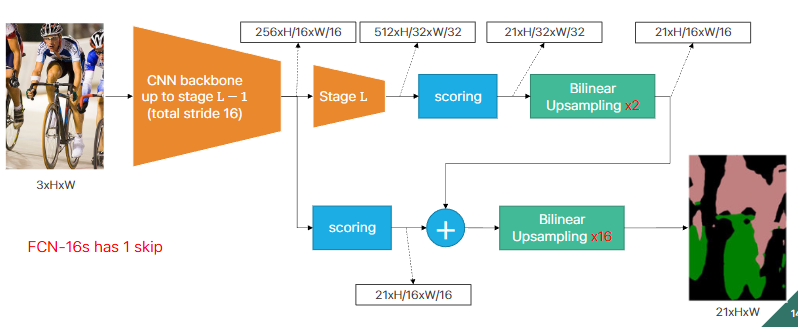 256xH/16xW/16
512xH/32xW/32
21xH/32xW/32
21xH/16xW/16
CNN backbone
up to stage L − 1
(total stride 16)
Stage L
scoring
Bilinear
Upsampling x2
3xHxW
scoring
+
Bilinear
Upsampling x16
FCN-16s has 1 skip
21xH/16xW/16
21xHxW
14